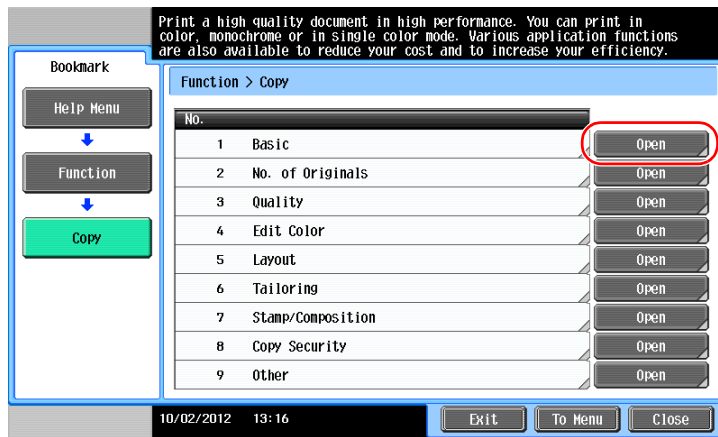 Print a high quality document in high performance. You can print in
color, monochrome or in single color mode. Various application functions
are also available to reduce your cost and to increase your efficiency.
Bookmark
Help Menu
Function
Copy
Function > Copy
No.
1 Basic Open
2 No. of Originals Open
3 Quality Open
4 Edit Color Open
5 Layout Open
6 Tailoring Open
7 Stamp/Composition Open
8 Copy Security Open
9 Other Open
10/02/2012 13:16
Exit To Menu Close